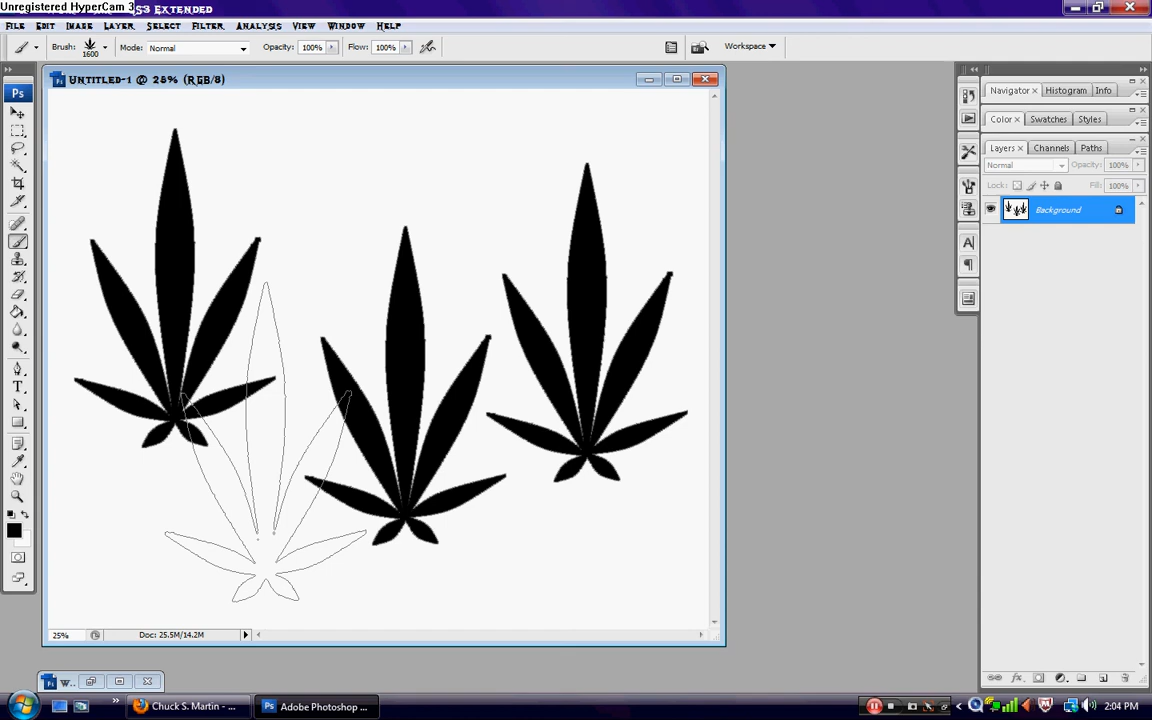 Unregistered HyperCam 3
S3 Extended
File Edit Image Layer Select Filter Analysis View Window Help
Brush: 1600 Mode: Normal Opacity: 100% Flow: 100% Workspace
Untitled-1 @ 25% (RGB/8)
Ps
Navigator × Histogram Info
Color × Swatches Styles
Layers × Channels Paths
Normal Opacity: 100%
Lock: Fill: 100%
Background
A
T
25% Doc: 25.5M/14.2M
W..
fx
Chuck S. Martin - ... Adobe Photoshop ... 2:04 PM